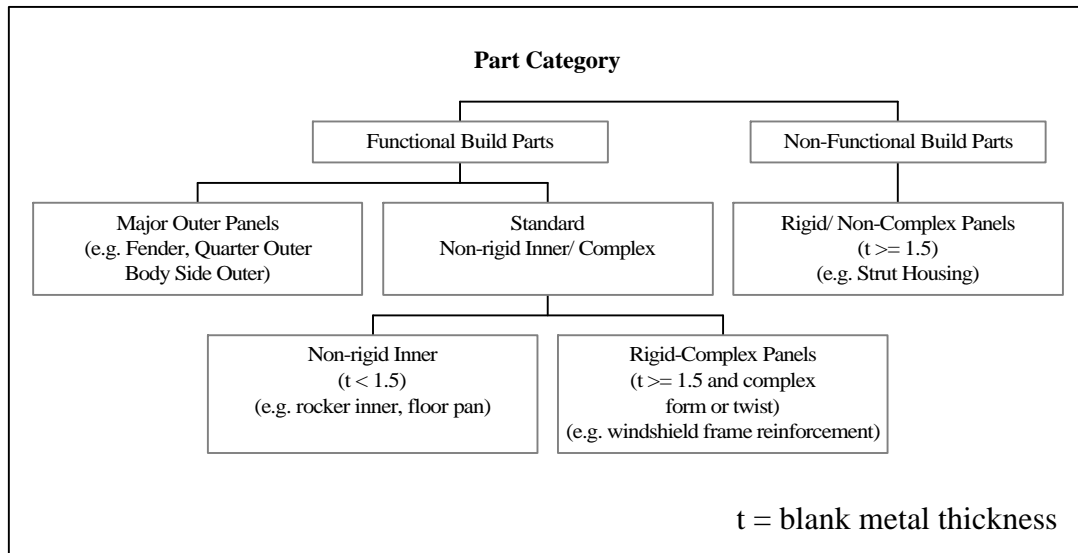 Part Category
Functional Build Parts
Non-Functional Build Parts
Major Outer Panels
(e.g. Fender, Quarter Outer
Body Side Outer)
Standard
Non-rigid Inner/ Complex
Rigid/ Non-Complex Panels
(t >= 1.5)
(e.g. Strut Housing)
Non-rigid Inner
(t < 1.5)
(e.g. rocker inner, floor pan)
Rigid-Complex Panels
(t >= 1.5 and complex
form or twist)
(e.g. windshield frame reinforcement)
t = blank metal thickness